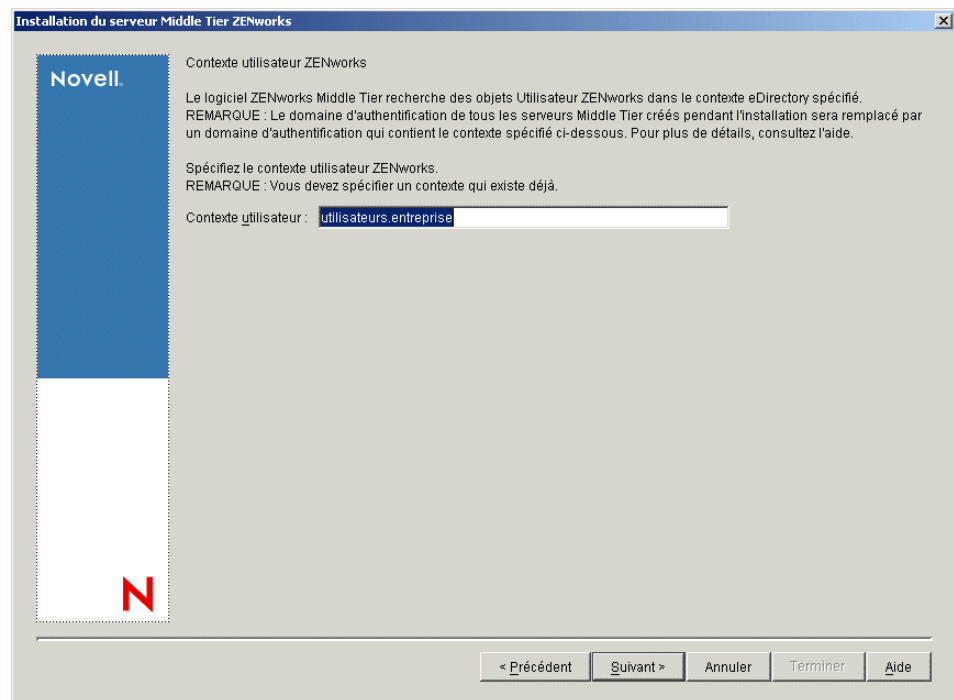 Installation du serveur Middle Tier ZENworks
Novell.
Contexte utilisateur ZENworks
Le logiciel ZENworks Middle Tier recherche des objets Utilisateur ZENworks dans le contexte eDirectory spécifié.
REMARQUE : Le domaine d'authentification de tous les serveurs Middle Tier créés pendant l'installation sera remplacé par
un domaine d'authentification qui contient le contexte spécifié ci-dessous. Pour plus de détails, consultez l'aide.
Spécifiez le contexte utilisateur ZENworks.
REMARQUE : Vous devez spécifier un contexte qui existe déjà.
Contexte utilisateur : utilisateurs.entreprise
N
« Précédent Suivant » Annuler Terminer Aide